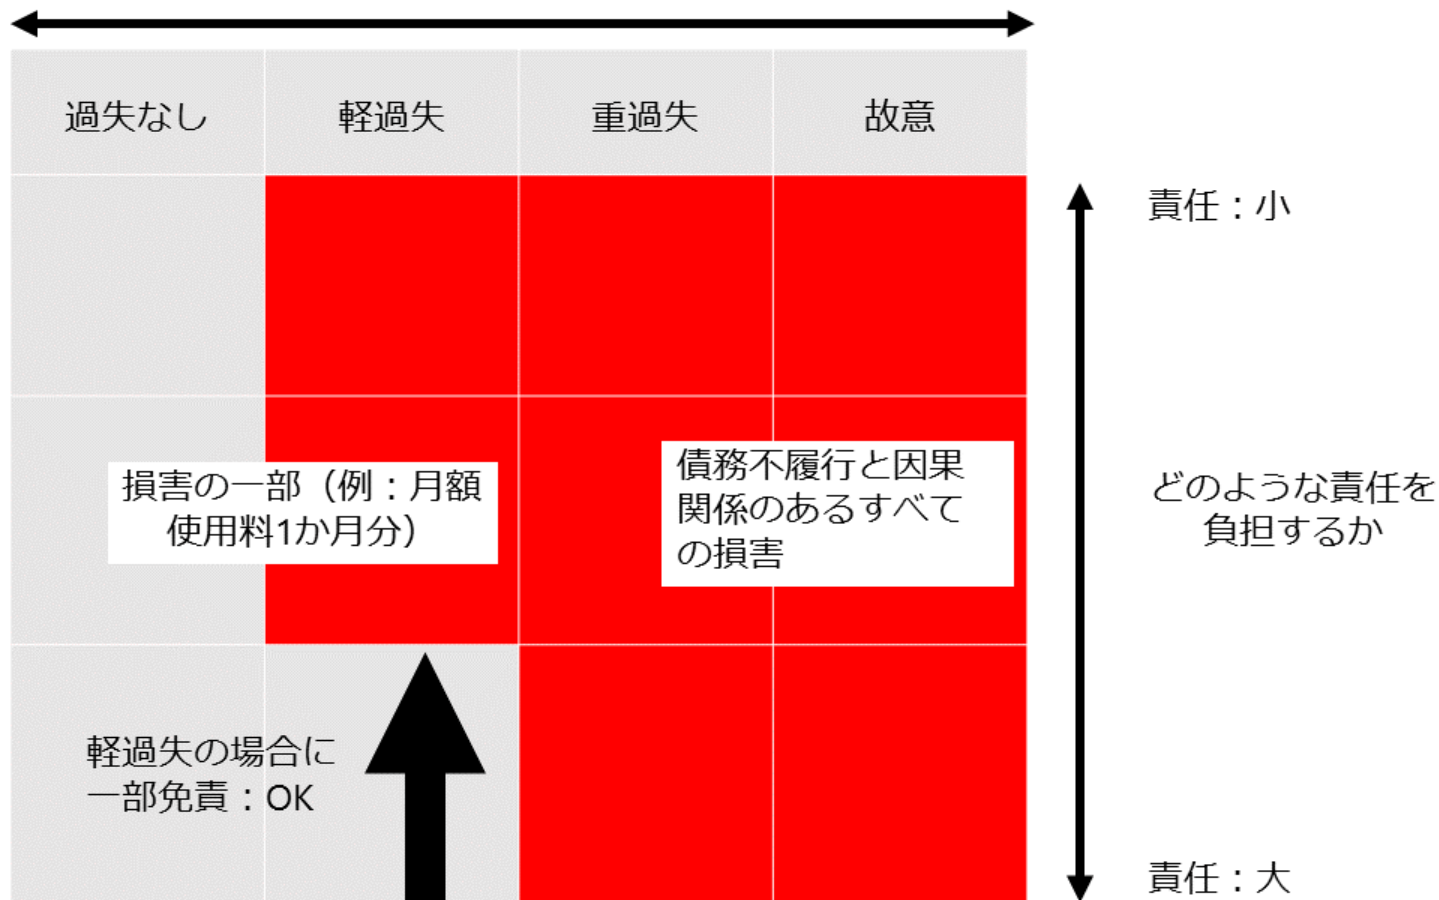 過失なし
軽過失
重過失
故意
責任：小
損害の一部（例：月額
使用料1か月分）
債務不履行と因果
関係のあるすべて
の損害
どのような責任を
負担するか
軽過失の場合に
一部免責：OK
責任：大